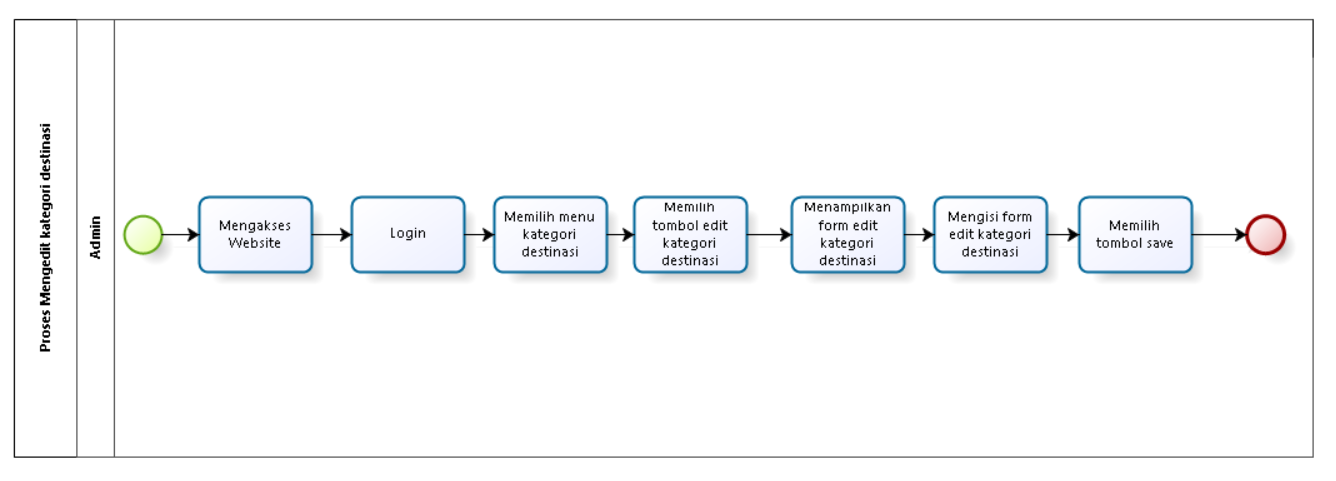 Proses Mengedit kategori destinasi
Admin
Mengakses
Website
Login
Memilih menu
kategori
destinasi
Memilih
tombol edit
kategori
destinasi
Menampilkan
form edit
kategori
destinasi
Mengisi form
edit kategori
destinasi
Memilih
tombol save